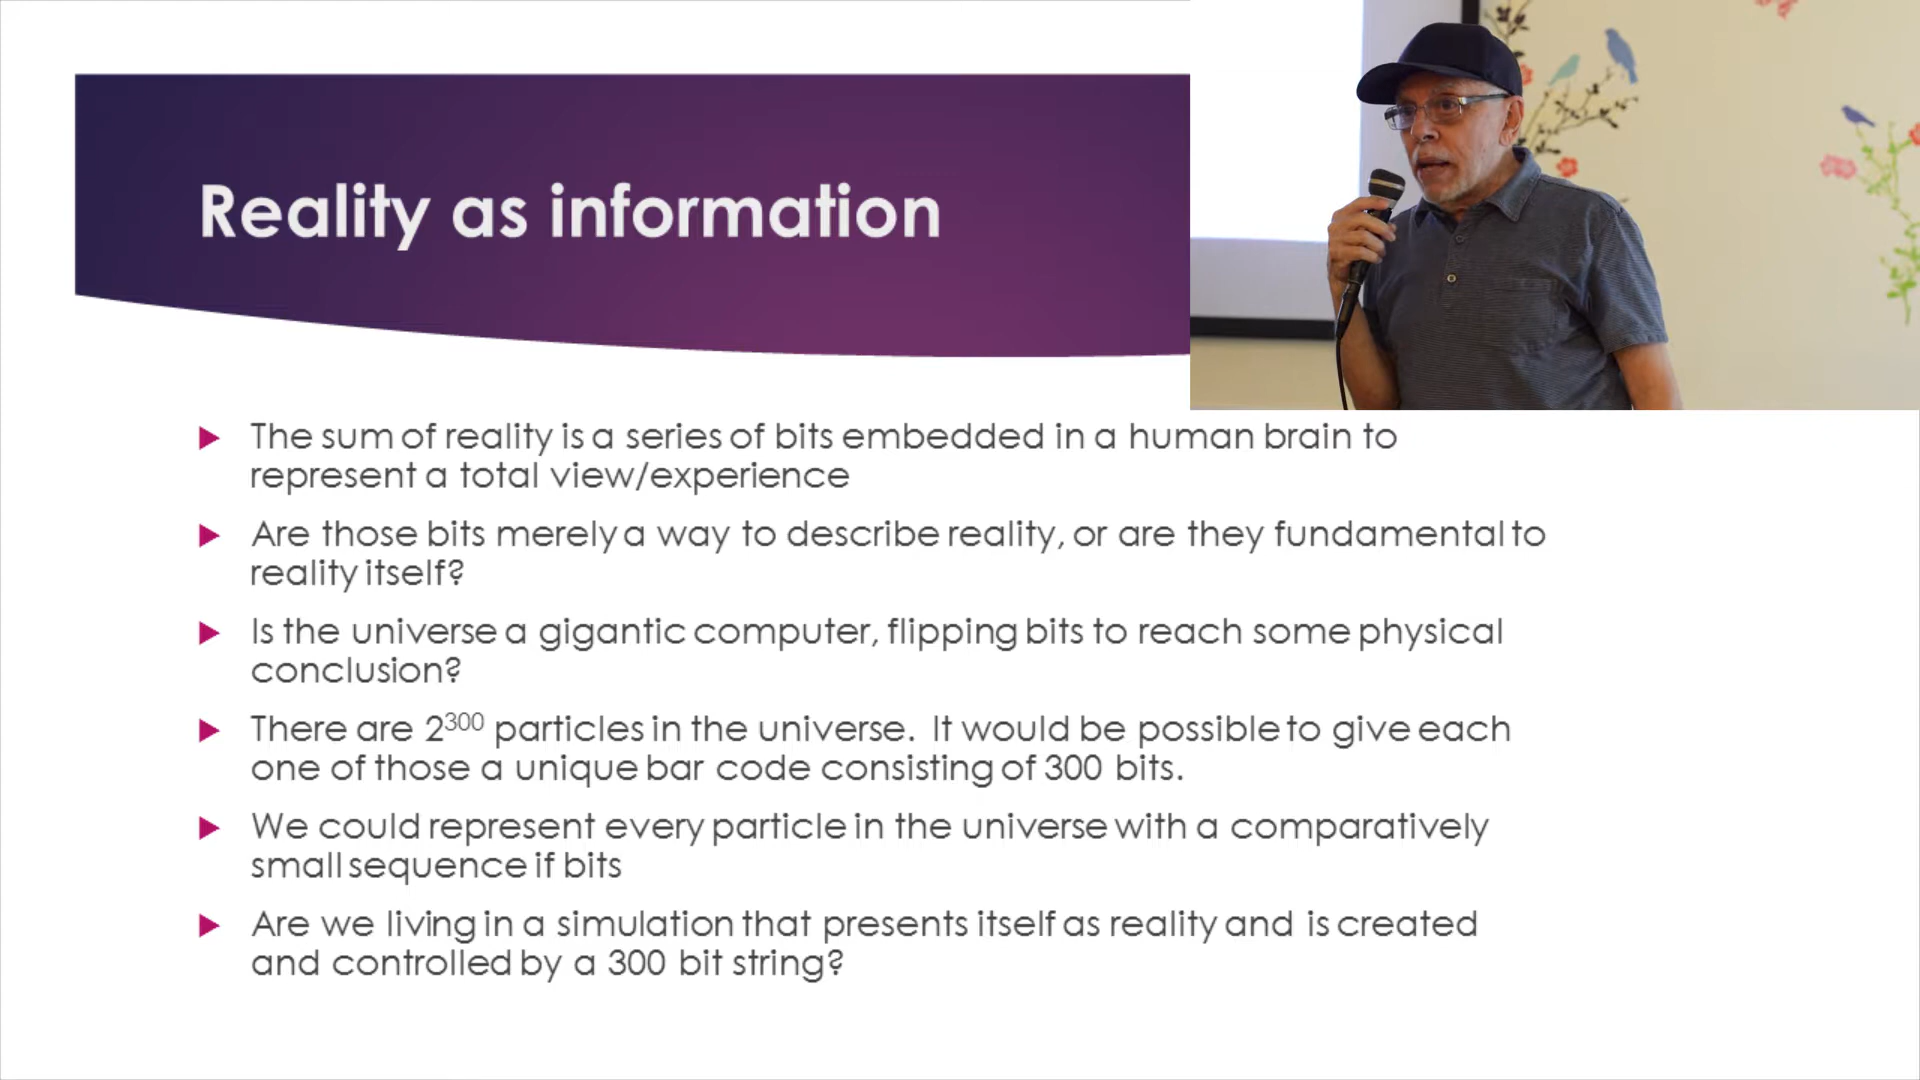 Reality as information
The sum of reality is a series of bits embedded in a human brain to
represent a total view/experience
Are those bits merely a way to describe reality, or are they fundamental to
reality itself?
Is the universe a gigantic computer, flipping bits to reach some physical
conclusion?
There are 2³⁰⁰ particles in the universe. It would be possible to give each
one of those a unique bar code consisting of 300 bits.
We could represent every particle in the universe with a comparatively
small sequence if bits
Are we living in a simulation that presents itself as reality and is created
and controlled by a 300 bit string?